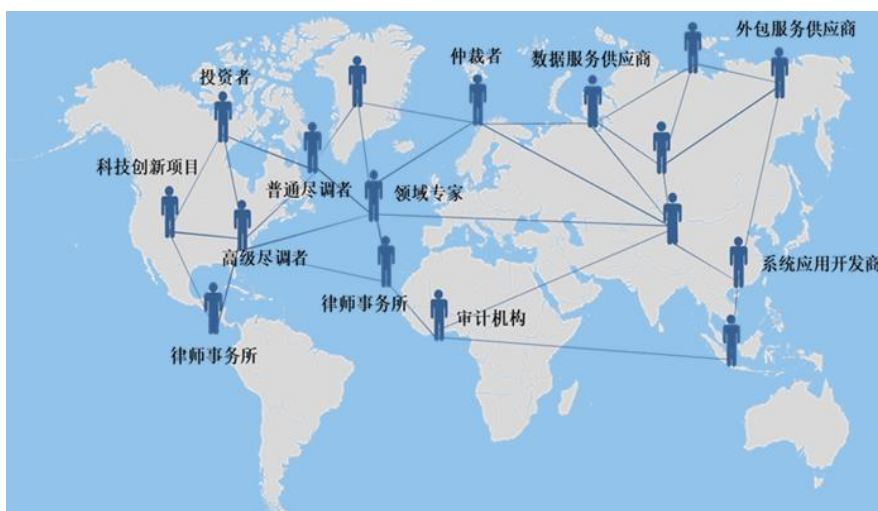 外包服务供应商
仲裁者
数据服务供应商
投资者
科技创新项目
普通尽调者
领域专家
高级尽调者
系统应用开发商
律师事务所
审计机构
律师事务所